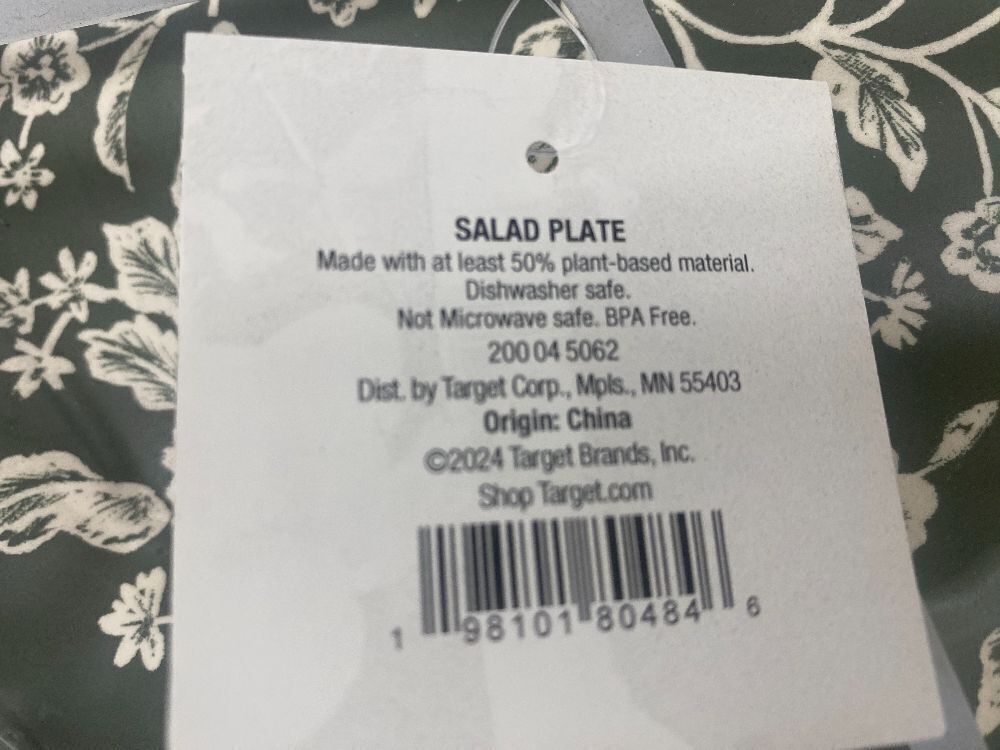 SALAD PLATE
Made with at least 50% plant-based material.
Dishwasher safe.
Not Microwave safe. BPA Free.
200 04 5062
Dist. by Target Corp., Mpls., MN 55403
Origin: China
©2024 Target Brands, Inc.
Shop Target.com
1 98101 80484 6